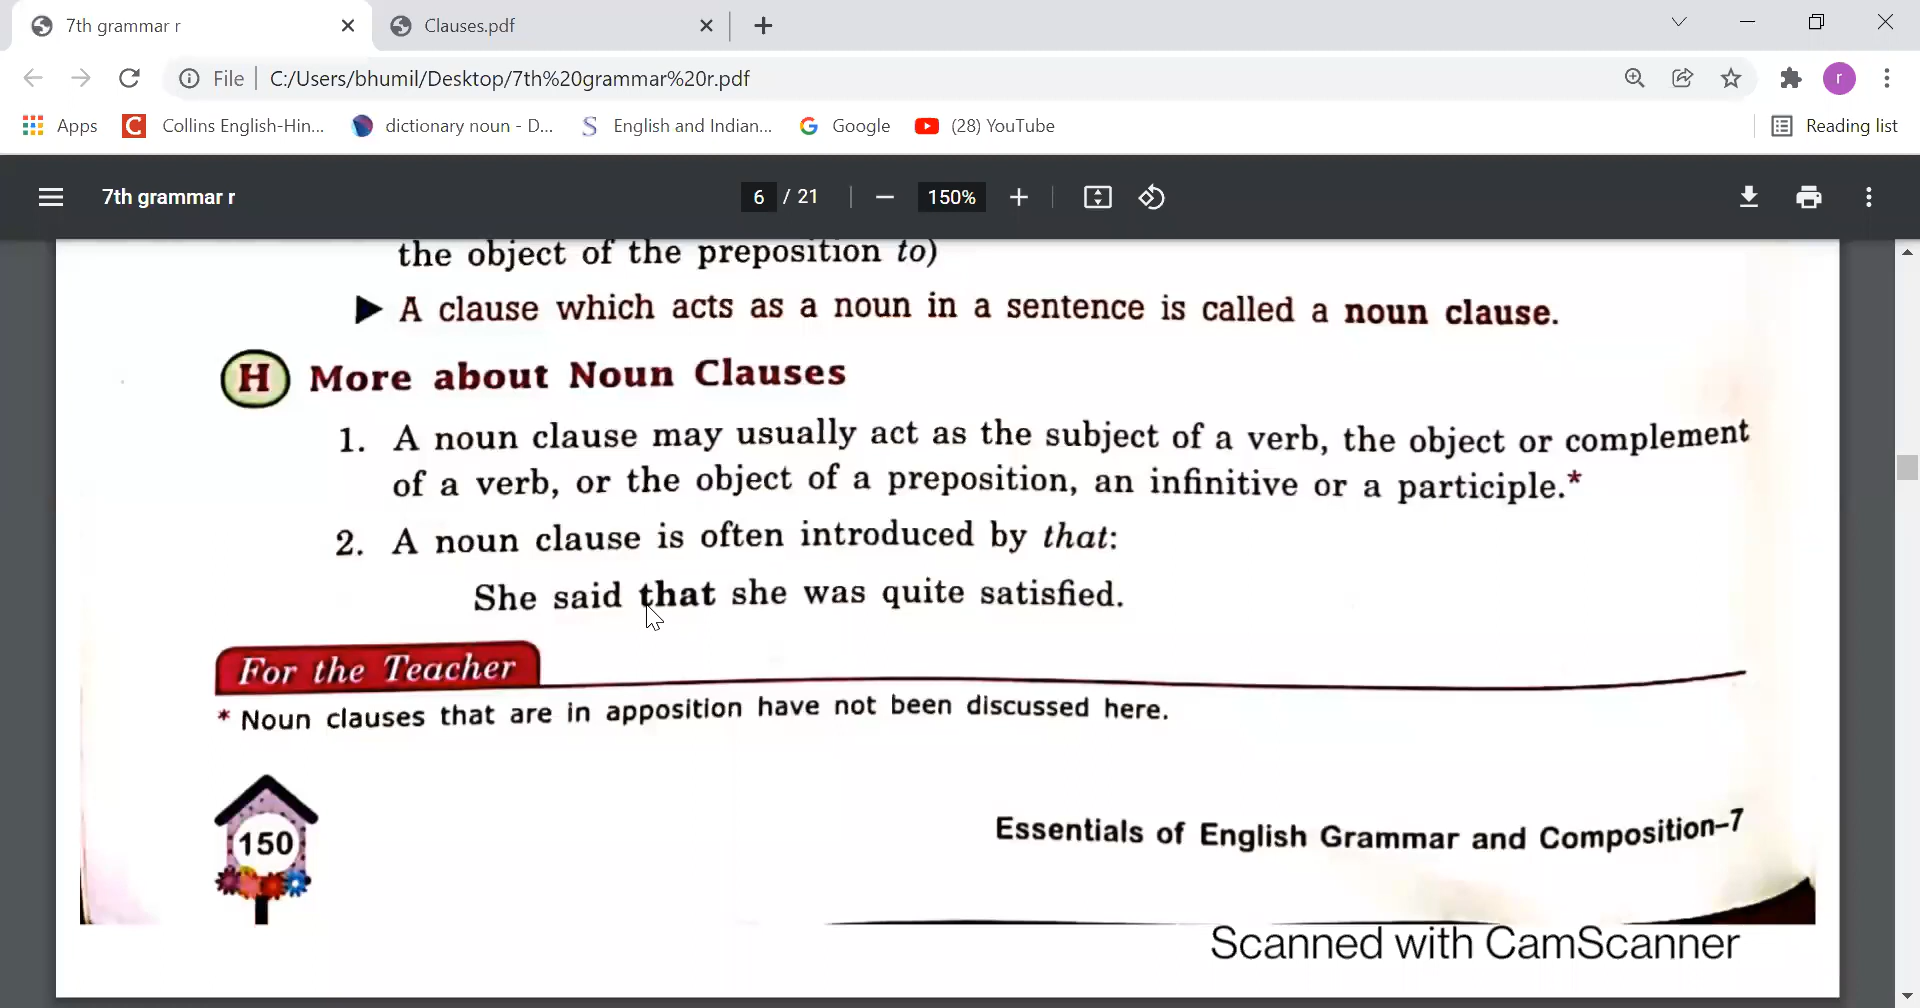 7th grammar r
Clauses.pdf
File
C:/Users/bhumil/Desktop/7th%20grammar%20r.pdf
r
Apps
C
Collins English-Hin...
dictionary noun - D...
S
English and Indian...
G
Google
(28) YouTube
Reading list
7th grammar r
6 / 21
150%
the object of the preposition to)
A clause which acts as a noun in a sentence is called a noun clause.
H More about Noun Clauses
1. A noun clause may usually act as the subject of a verb, the object or complement
of a verb, or the object of a preposition, an infinitive or a participle.*
2. A noun clause is often introduced by that:
She said that she was quite satisfied.
For the Teacher
* Noun clauses that are in apposition have not been discussed here.
150
Essentials of English Grammar and Composition–7
Scanned with CamScanner